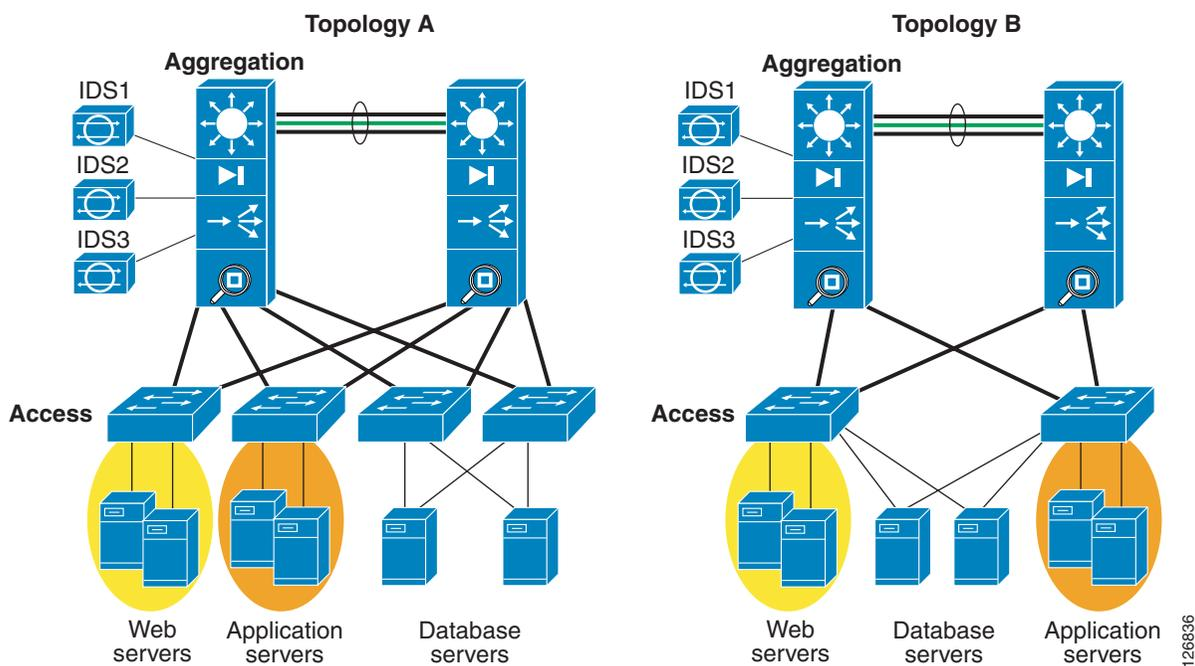 Topology A
Aggregation
IDS1
IDS2
IDS3
Access
Web
servers
Application
servers
Database
servers
Topology B
Aggregation
IDS1
IDS2
IDS3
Access
Web
servers
Database
servers
Application
servers
126836